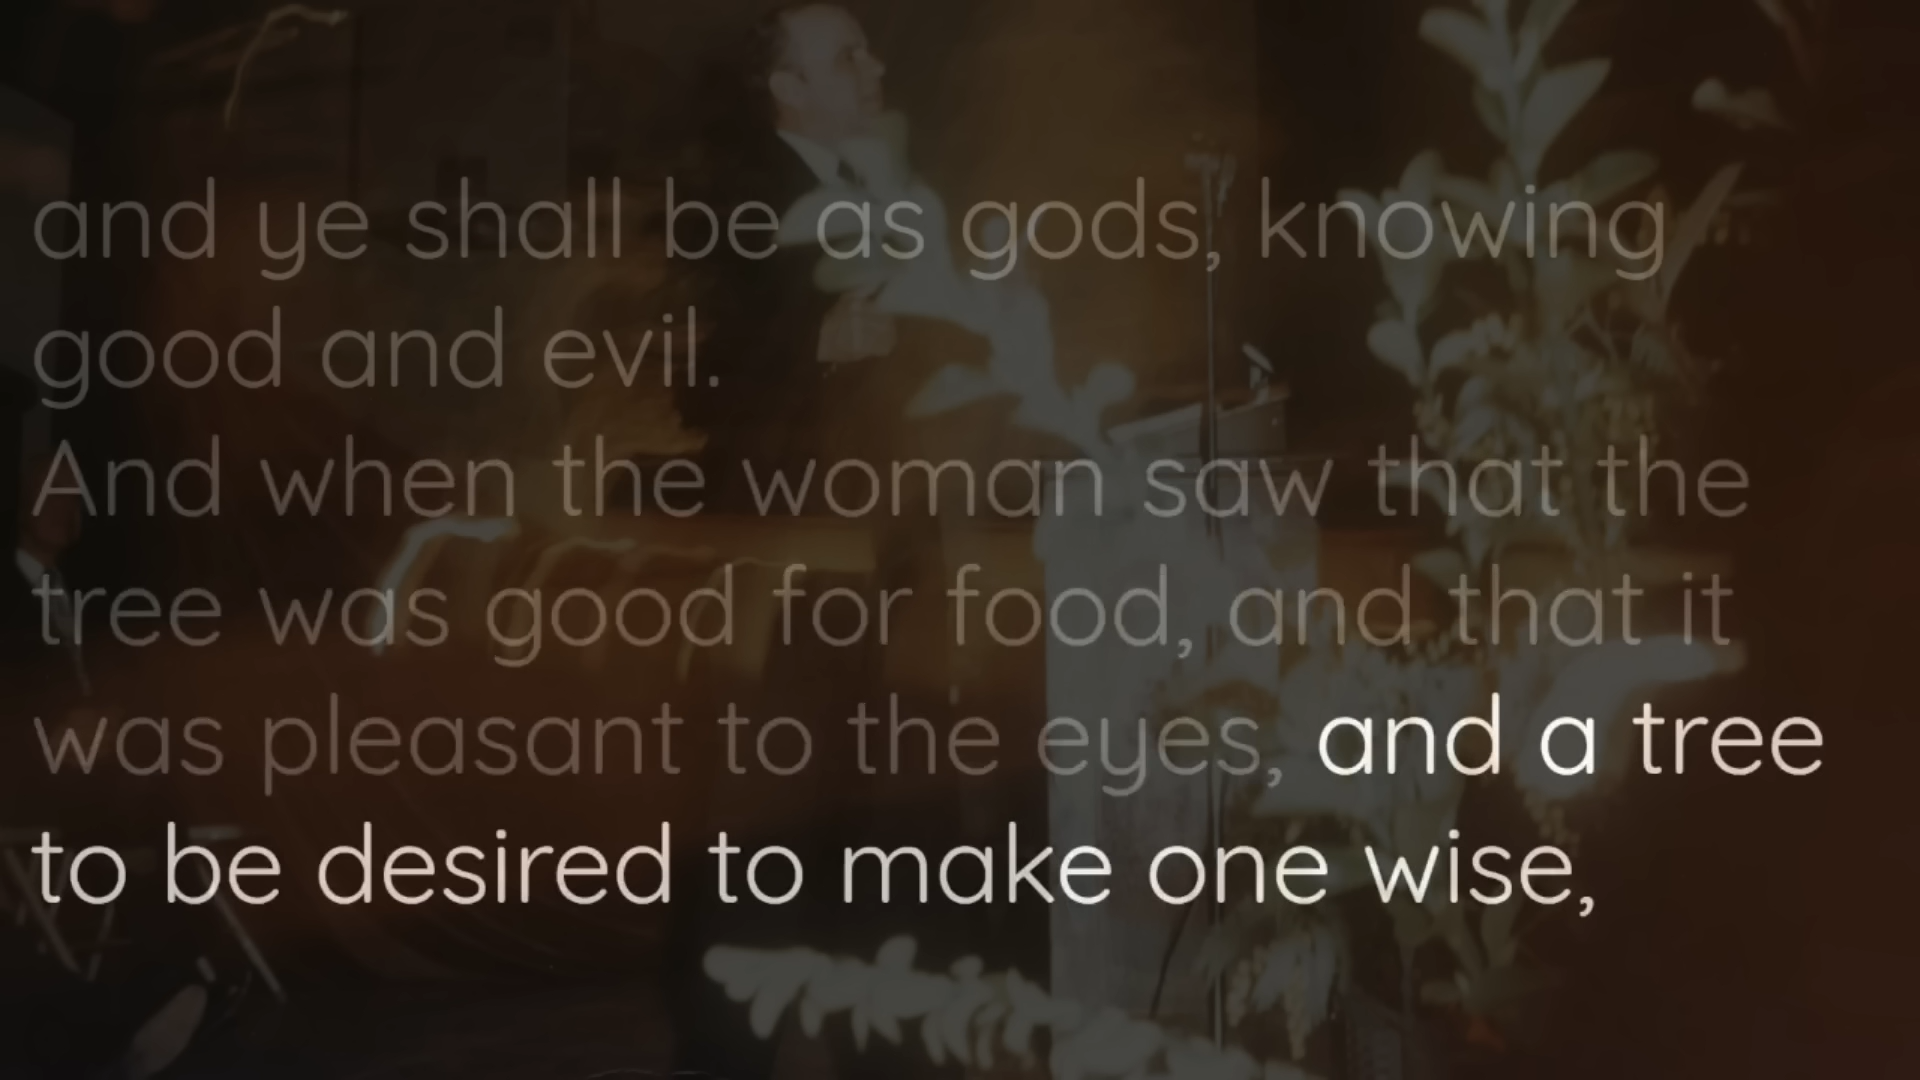 and ye shall be as gods, knowing
good and evil.
And when the woman saw that the
tree was good for food, and that it
was pleasant to the eyes, and a tree
to be desired to make one wise,